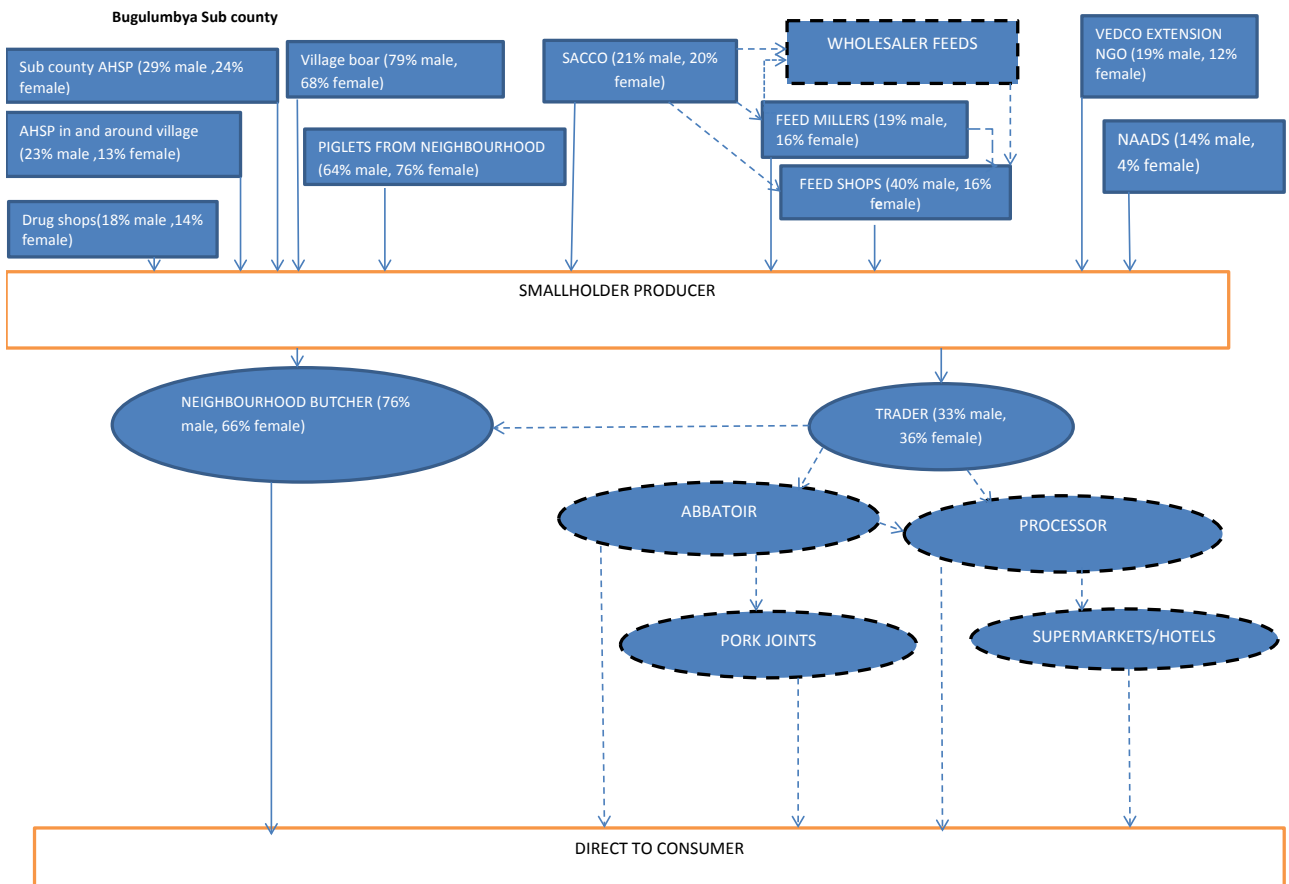 Bugulumbya Sub county
Sub county AHSP (29% male ,24%
female)
Village boar (79% male,
68% female)
SACCO (21% male, 20%
female)
WHOLESALER FEEDS
VEDCO EXTENSION
NGO (19% male, 12%
female)
AHSP in and around village
(23% male ,13% female)
PIGLETS FROM NEIGHBOURHOOD
(64% male, 76% female)
FEED MILLERS (19% male,
16% female)
NAADS (14% male,
4% female)
FEED SHOPS (40% male, 16%
female)
Drug shops(18% male ,14%
female)
SMALLHOLDER PRODUCER
NEIGHBOURHOOD BUTCHER (76%
male, 66% female)
TRADER (33% male,
36% female)
ABBATOIR
PROCESSOR
PORK JOINTS
SUPERMARKETS/HOTELS
DIRECT TO CONSUMER